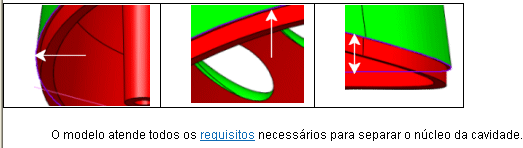 O modelo atende todos os requisitos necessários para separar o núcleo da cavidade.